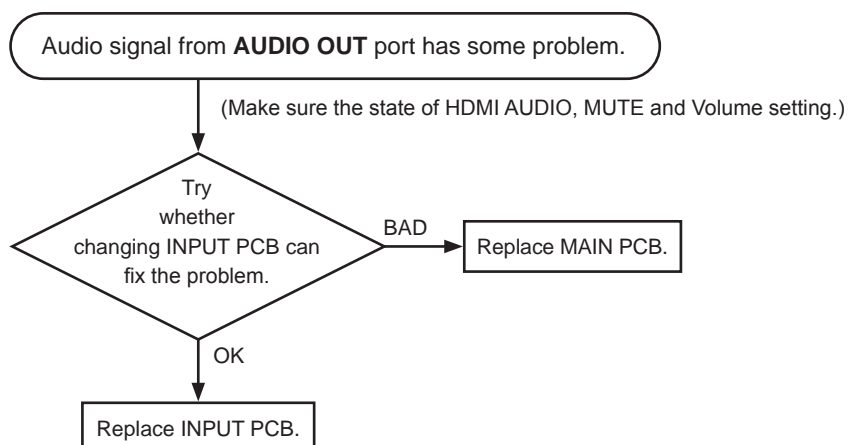 Audio signal from AUDIO OUT port has some problem.
(Make sure the state of HDMI AUDIO, MUTE and Volume setting.)
Try
whether
changing INPUT PCB can
fix the problem.
BAD
Replace MAIN PCB.
OK
Replace INPUT PCB.